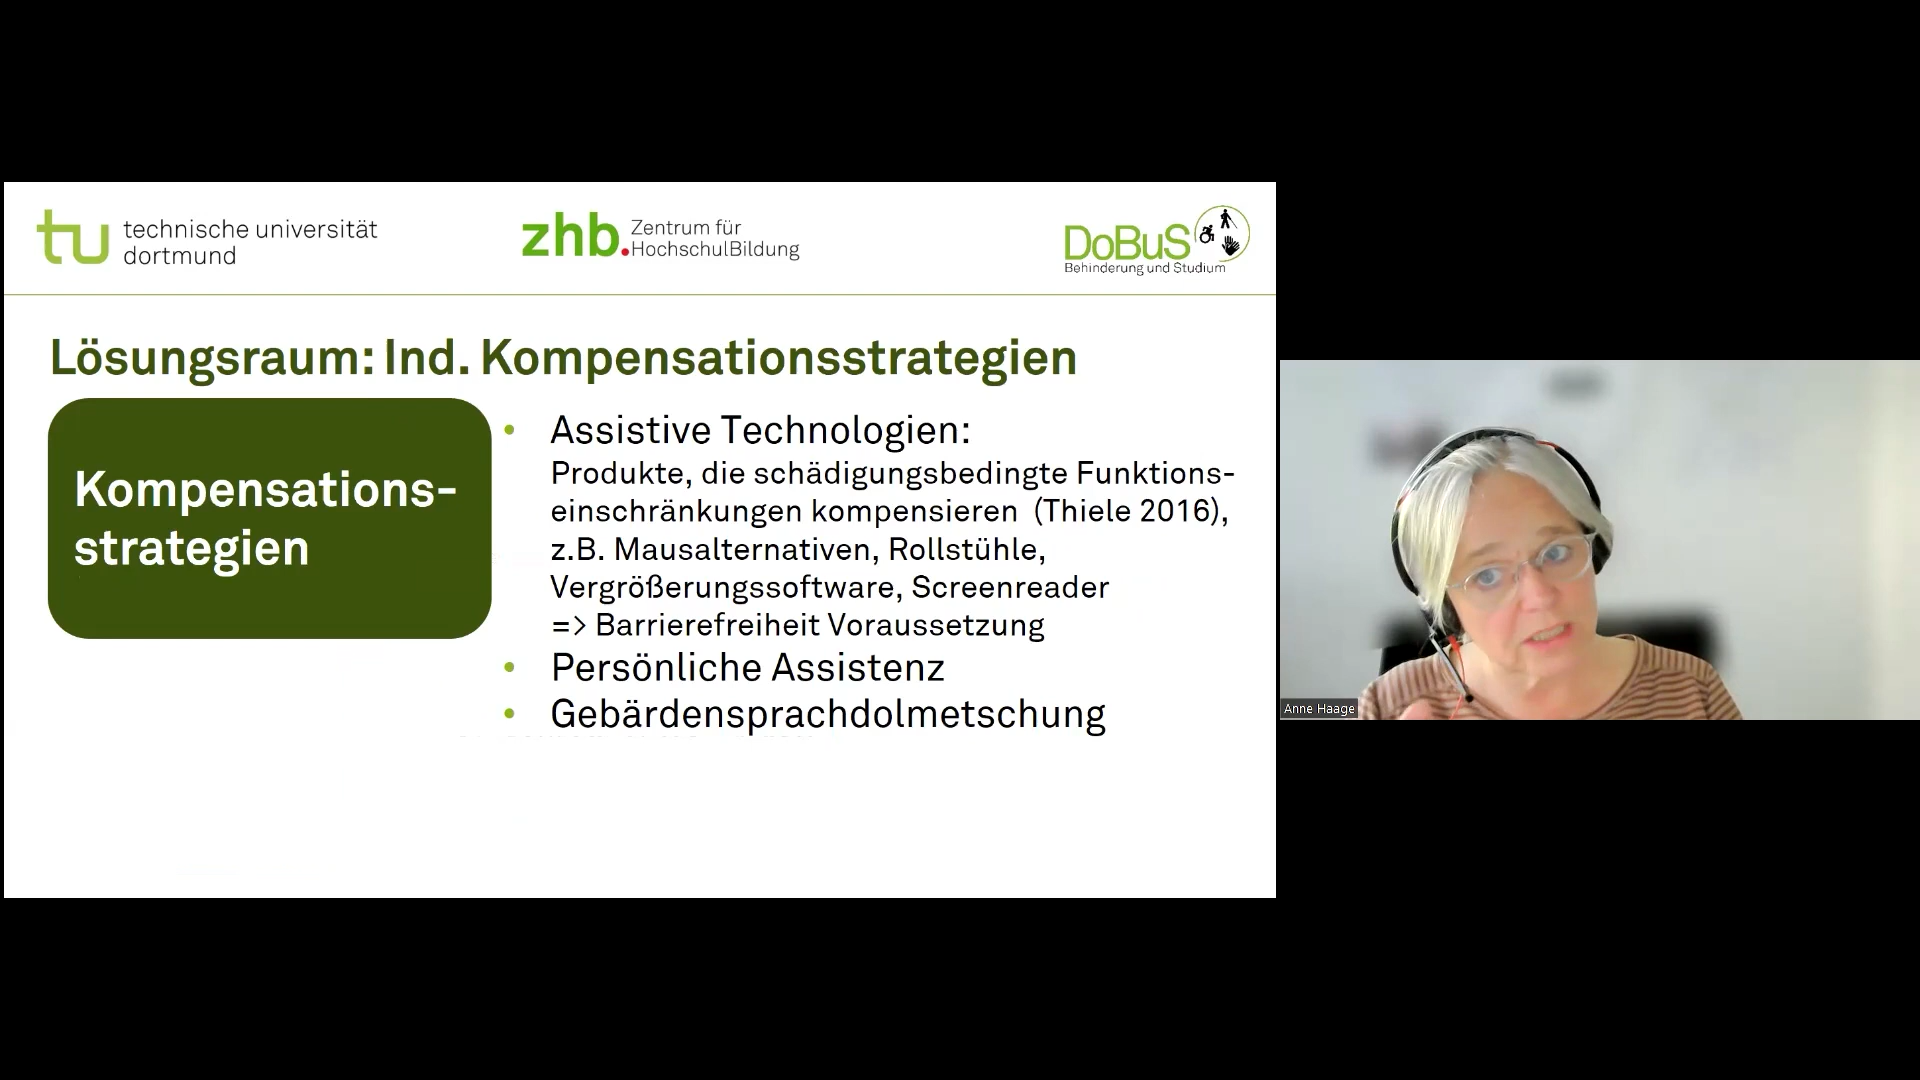 tu technische universität
dortmund
zhb. Zentrum für
HochschulBildung
DoBuS
Behinderung und Studium
Lösungsraum: Ind. Kompensationsstrategien
Kompensations-
strategien
• Assistive Technologien:
Produkte, die schädigungsbedingte Funktions-
einschränkungen kompensieren (Thiele 2016),
z.B. Mausalternativen, Rollstühle,
Vergrößerungssoftware, Screenreader
=> Barrierefreiheit Voraussetzung
• Persönliche Assistenz
• Gebärdensprachdolmetschung
Anne Haage